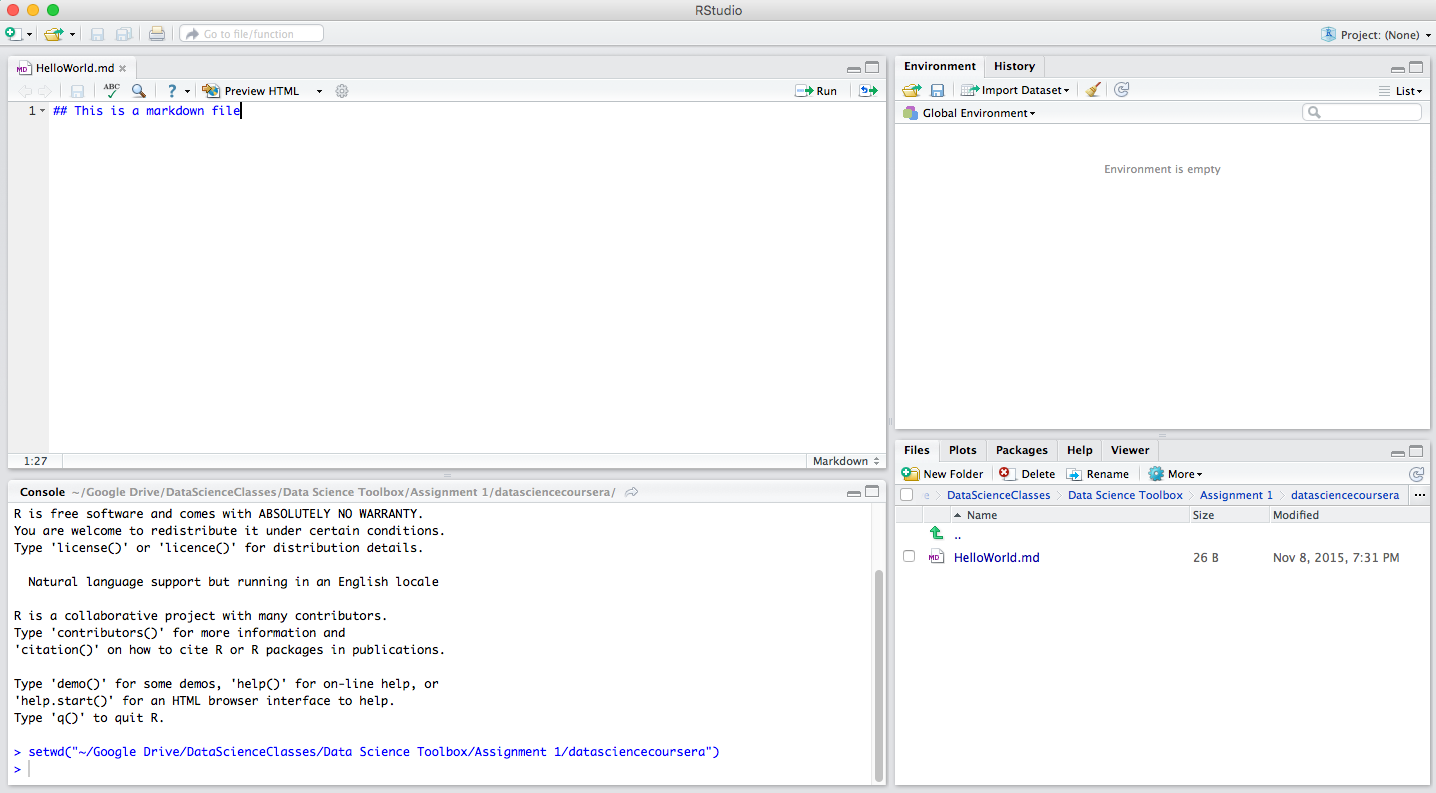 RStudio
Go to file/function
Project: (None)
HelloWorld.md
ABC
? Preview HTML
Run
1 ## This is a markdown file
1:27 Markdown
Console ~/Google Drive/DataScienceClasses/Data Science Toolbox/Assignment 1/datasciencecoursera/
R is free software and comes with ABSOLUTELY NO WARRANTY.
You are welcome to redistribute it under certain conditions.
Type 'license()' or 'licence()' for distribution details.
Natural language support but running in an English locale
R is a collaborative project with many contributors.
Type 'contributors()' for more information and
'citation()' on how to cite R or R packages in publications.
Type 'demo()' for some demos, 'help()' for on-line help, or
'help.start()' for an HTML browser interface to help.
Type 'q()' to quit R.
> setwd("~/Google Drive/DataScienceClasses/Data Science Toolbox/Assignment 1/datasciencecoursera")
>
Environment History
Import Dataset List
Global Environment
Environment is empty
Files Plots Packages Help Viewer
New Folder Delete Rename More
e DataScienceClasses Data Science Toolbox Assignment 1 datasciencecoursera ...
Name Size Modified
..
MD HelloWorld.md 26 B Nov 8, 2015, 7:31 PM